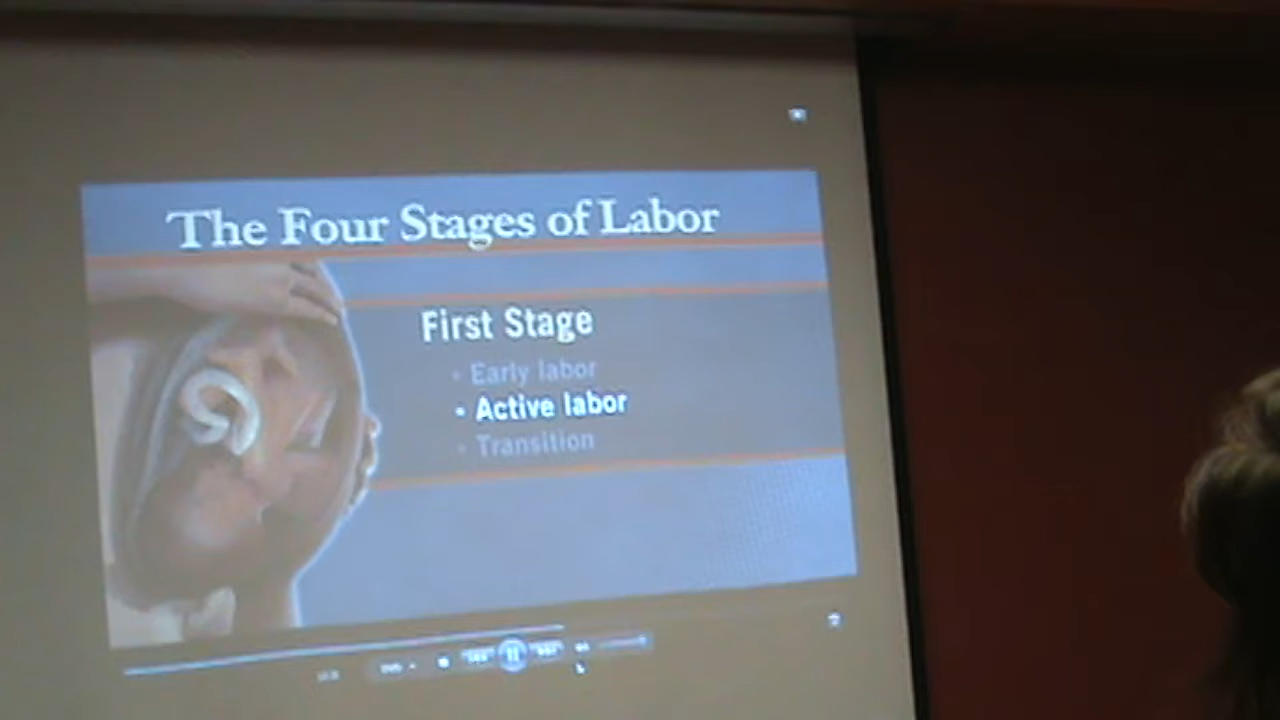 The Four Stages of Labor
First Stage
• Early labor
• Active labor
• Transition